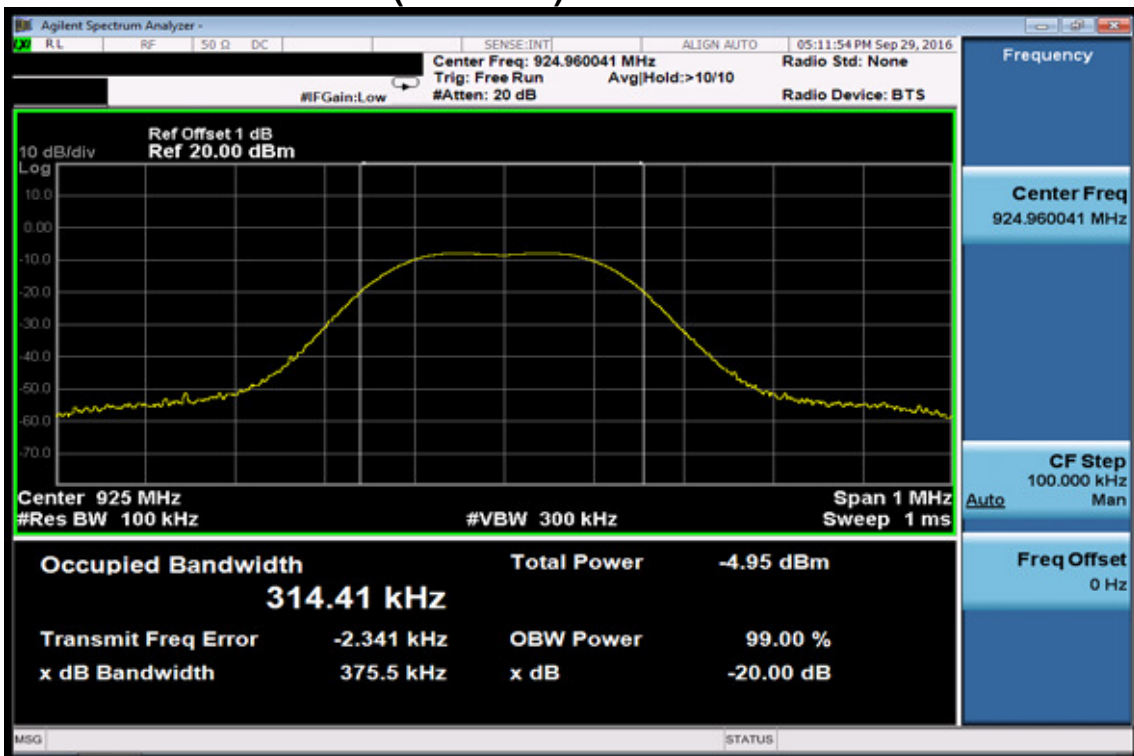 Agilent Spectrum Analyzer -
LXI RL RF 50 Ω DC SENSE:INT ALIGN AUTO 05:11:54 PM Sep 29, 2016
Center Freq: 924.960041 MHz Radio Std: None
Trig: Free Run Avg|Hold:>10/10
#IFGain:Low #Atten: 20 dB Radio Device: BTS
Ref Offset 1 dB
10 dB/div Ref 20.00 dBm
Log
10.0
0.00
-10.0
-20.0
-30.0
-40.0
-50.0
-60.0
-70.0
Center 925 MHz Span 1 MHz
#Res BW 100 kHz #VBW 300 kHz Sweep 1 ms
Occupied Bandwidth Total Power -4.95 dBm
314.41 kHz
Transmit Freq Error -2.341 kHz OBW Power 99.00 %
x dB Bandwidth 375.5 kHz x dB -20.00 dB
MSG STATUS
Frequency
Center Freq
924.960041 MHz
CF Step
100.000 kHz
Auto Man
Freq Offset
0 Hz